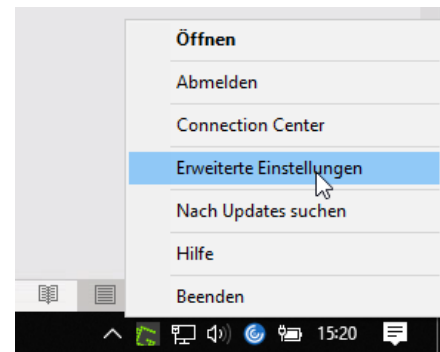 Öffnen
Abmelden
Connection Center
Erweiterte Einstellungen
Nach Updates suchen
Hilfe
Beenden
15:20